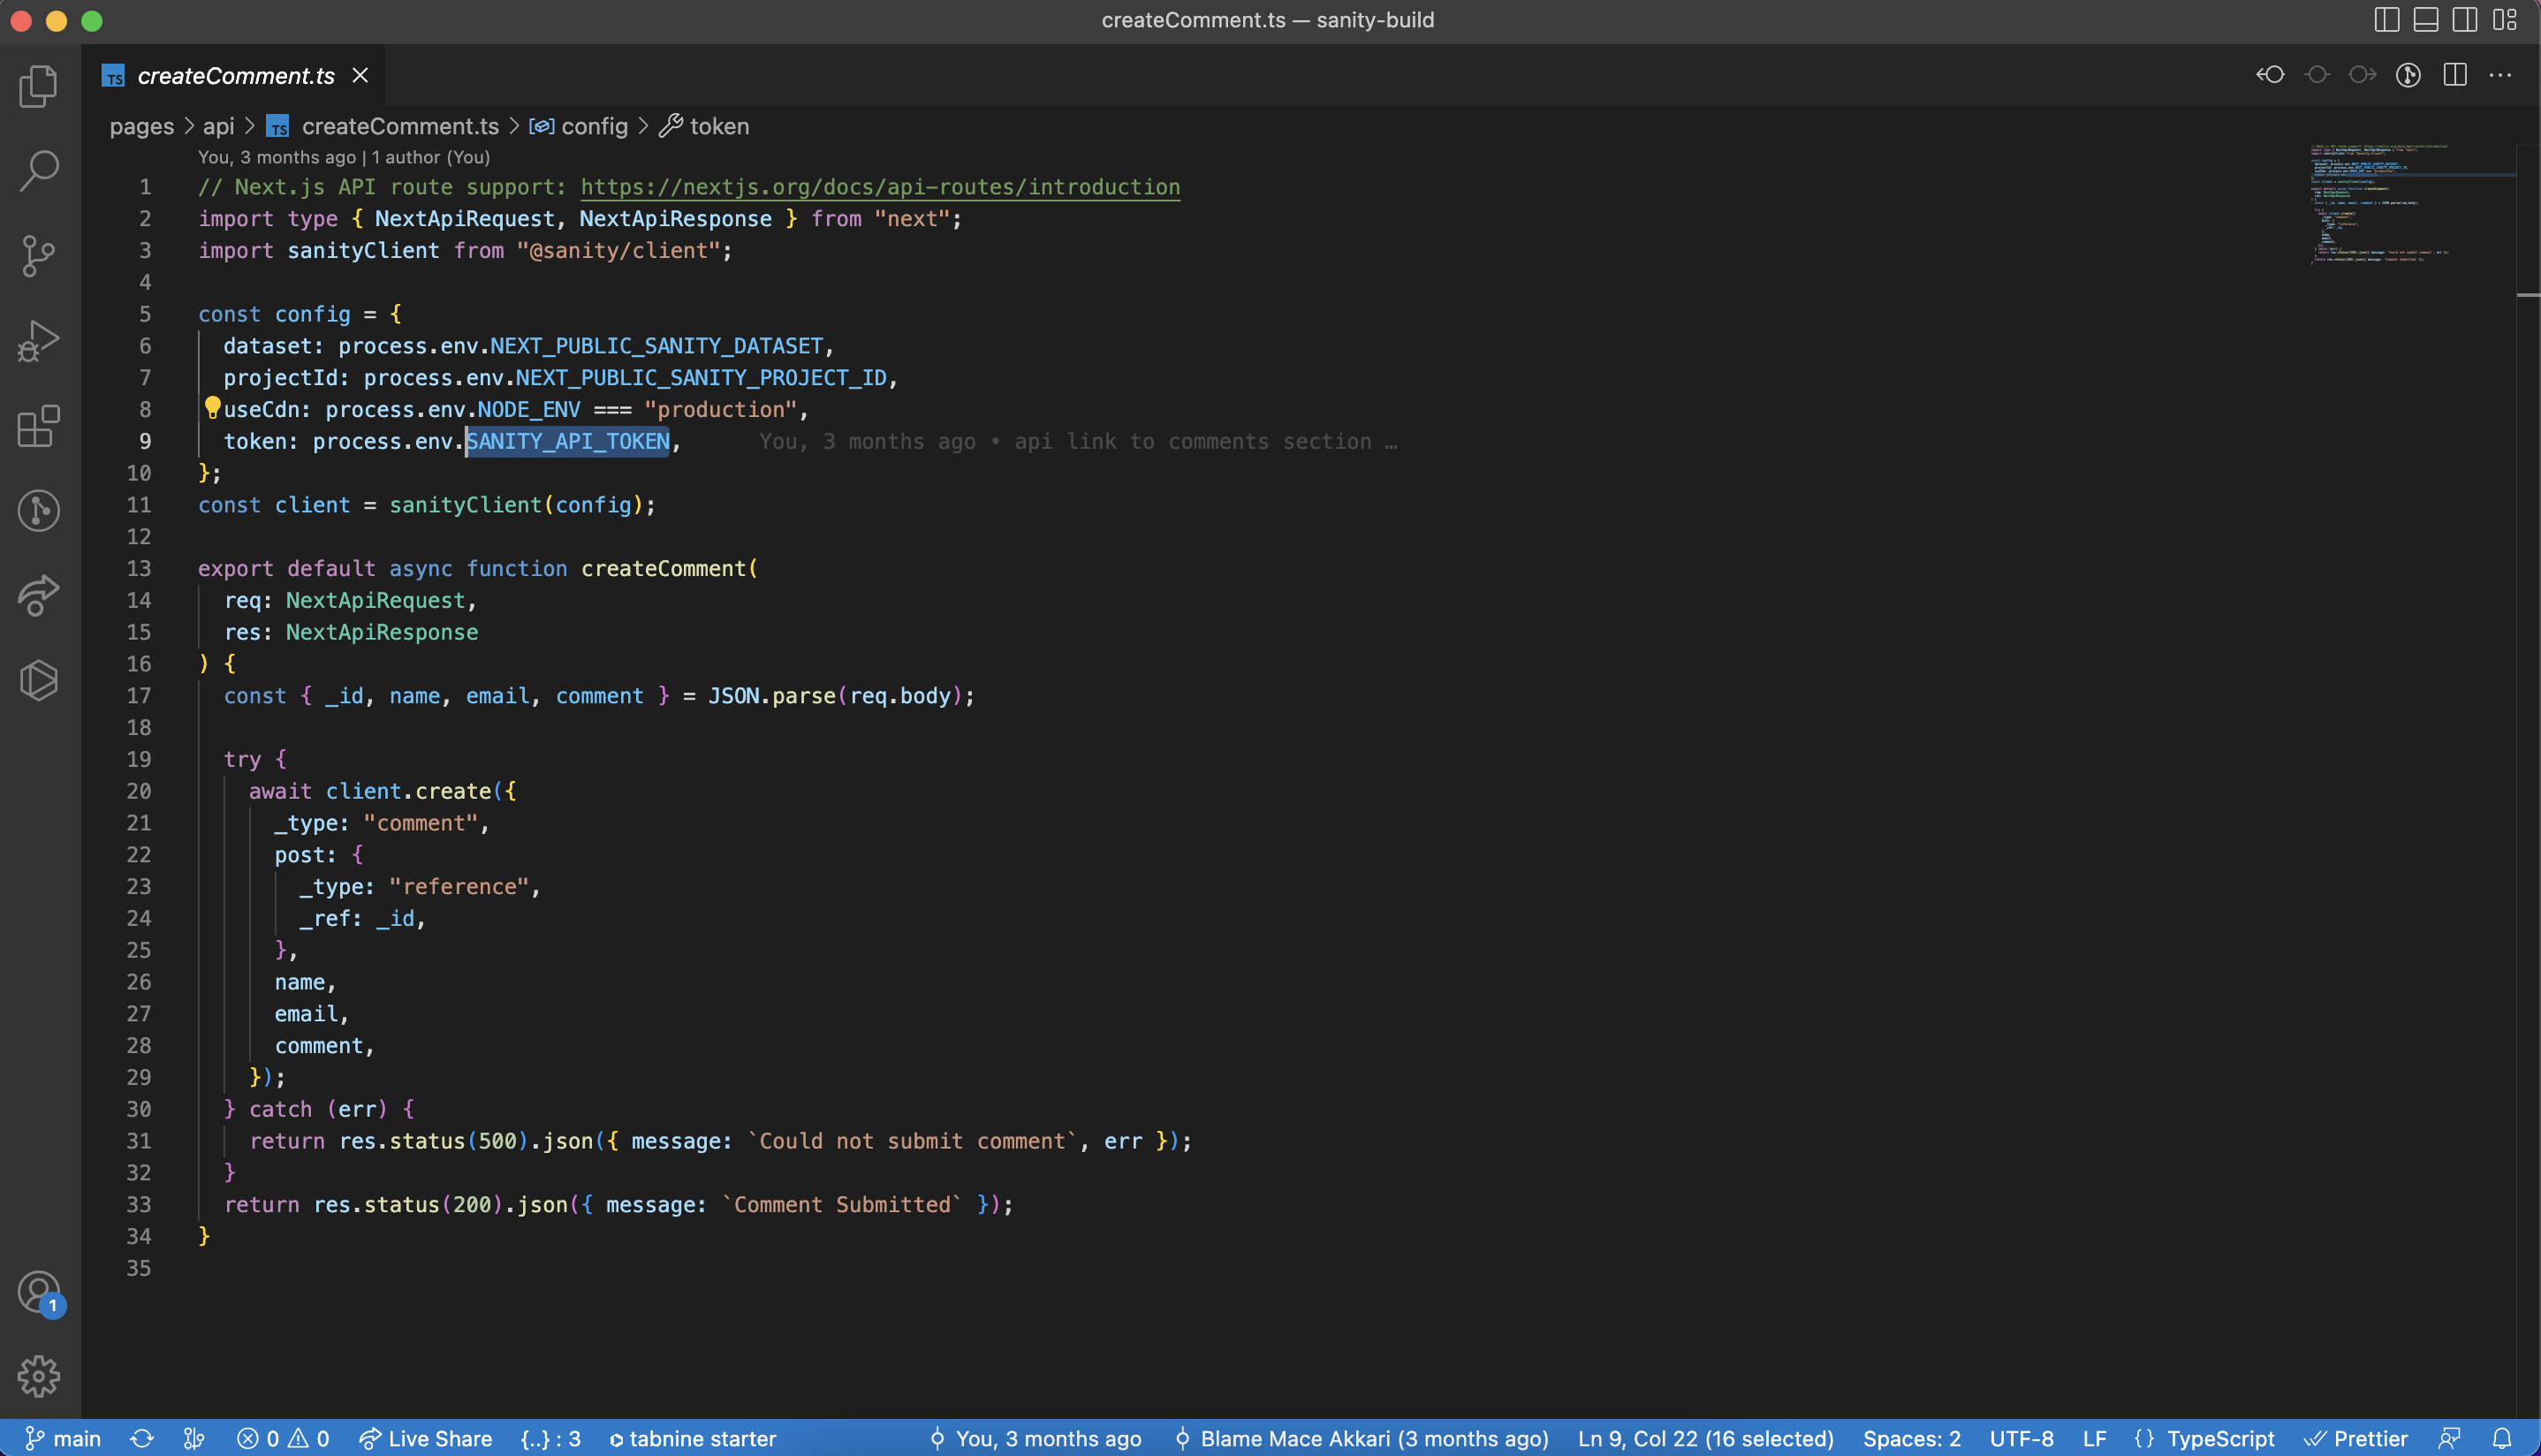 createComment.ts — sanity-build
TS createComment.ts
pages > api > TS createComment.ts > config > token
You, 3 months ago | 1 author (You)
1 // Next.js API route support: https://nextjs.org/docs/api-routes/introduction
2 import type { NextApiRequest, NextApiResponse } from "next";
3 import sanityClient from "@sanity/client";
4
5 const config = {
6 dataset: process.env.NEXT_PUBLIC_SANITY_DATASET,
7 projectId: process.env.NEXT_PUBLIC_SANITY_PROJECT_ID,
8 useCdn: process.env.NODE_ENV === "production",
9 token: process.env.SANITY_API_TOKEN, You, 3 months ago • api link to comments section …
10 };
11 const client = sanityClient(config);
12
13 export default async function createComment(
14 req: NextApiRequest,
15 res: NextApiResponse
16 ) {
17 const { _id, name, email, comment } = JSON.parse(req.body);
18
19 try {
20 await client.create({
21 _type: "comment",
22 post: {
23 _type: "reference",
24 _ref: _id,
25 },
26 name,
27 email,
28 comment,
29 });
30 } catch (err) {
31 return res.status(500).json({ message: `Could not submit comment`, err });
32 }
33 return res.status(200).json({ message: `Comment Submitted` });
34 }
35
1
main 0 0 Live Share {..} : 3 tabnine starter You, 3 months ago Blame Mace Akkari (3 months ago) Ln 9, Col 22 (16 selected) Spaces: 2 UTF-8 LF {} TypeScript Prettier